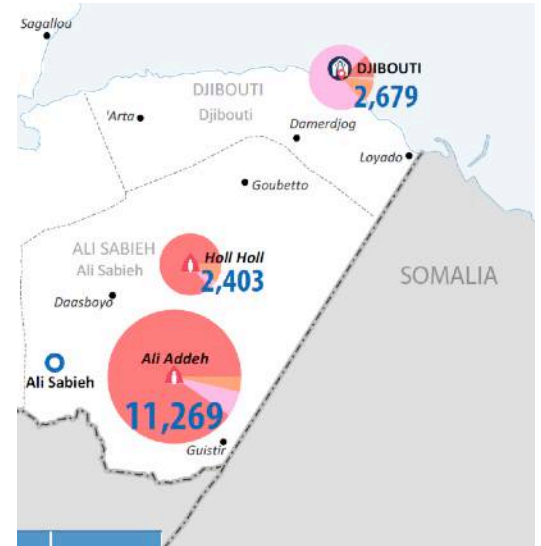 Sagallou
DJIBOUTI
2,679
DJIBOUTI
Djibouti
'Arta
Damerdjog
Loyado
Goubetto
ALI SABIEH
Ali Sabieh
Holl Holl
2,403
SOMALIA
Daasboyo
Ali Addeh
Ali Sabieh
11,269
Guistir